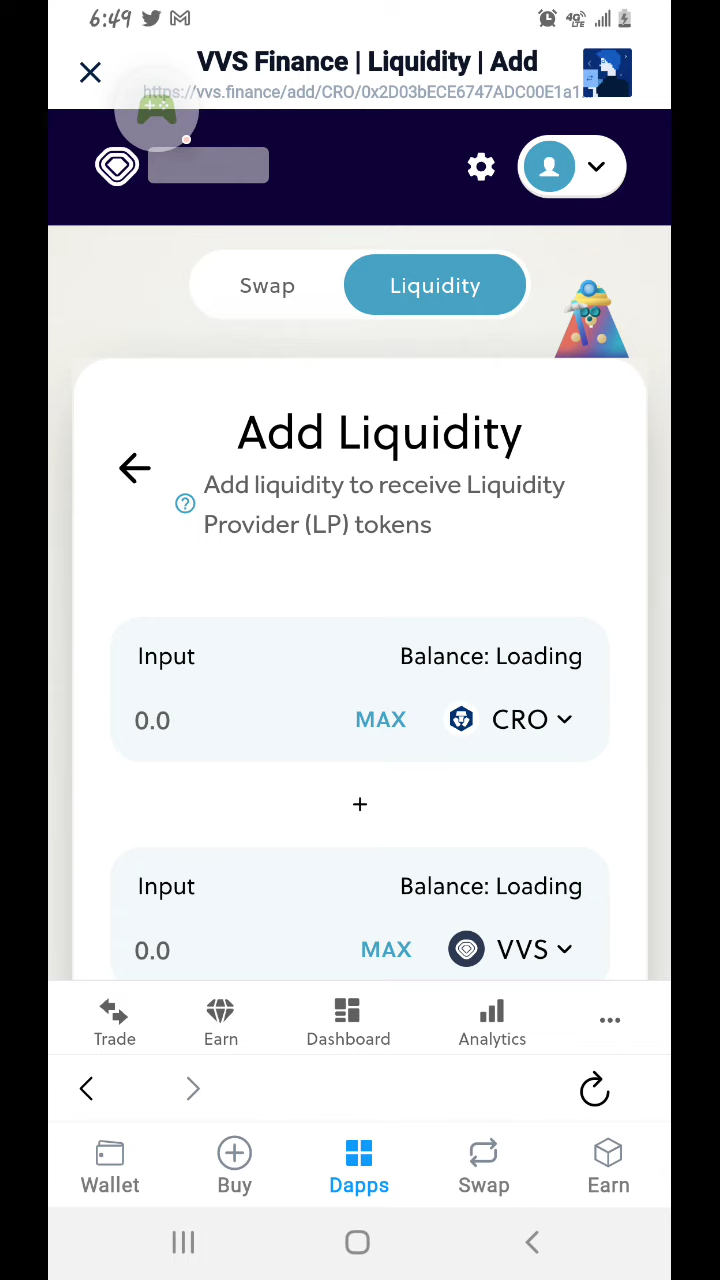 6:49
4G LTE
VVS Finance | Liquidity | Add
https://vvs.finance/add/CRO/0x2D03bECE6747ADC00E1a1
Swap Liquidity
Add Liquidity
Add liquidity to receive Liquidity
Provider (LP) tokens
Input Balance: Loading
0.0 MAX CRO
+
Input Balance: Loading
0.0 MAX VVS
Trade Earn Dashboard Analytics
Wallet Buy Dapps Swap Earn